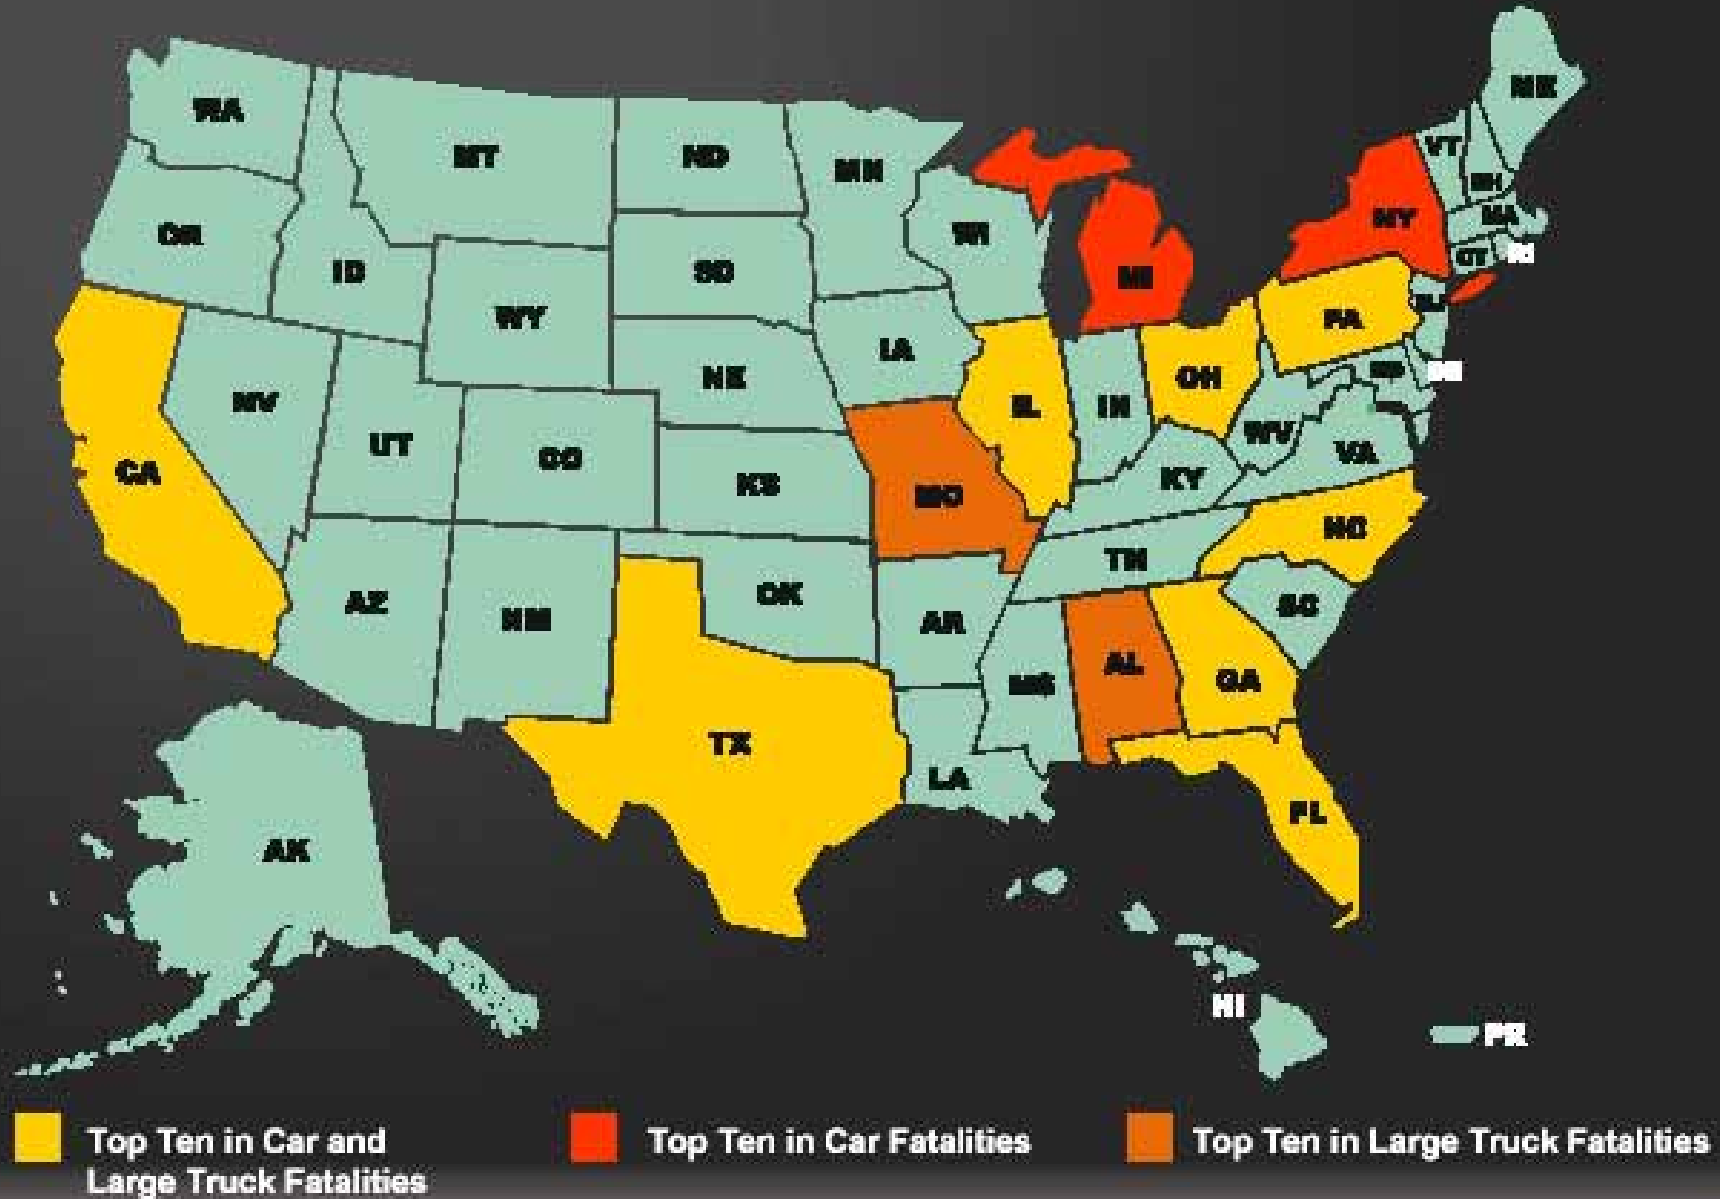 ME
WA
MT
ND
MN
VT
NH
OR
ID
SD
WI
NY
MA
MI
CT
RI
WY
NJ
IA
PA
NE
OH
DE
MD
NV
UT
CO
IL
IN
WV
VA
CA
KS
MO
KY
NC
AZ
NM
OK
TN
AR
SC
MS
AL
GA
TX
LA
FL
AK
HI
PR
Top Ten in Car and
Large Truck Fatalities
Top Ten in Car Fatalities
Top Ten in Large Truck Fatalities